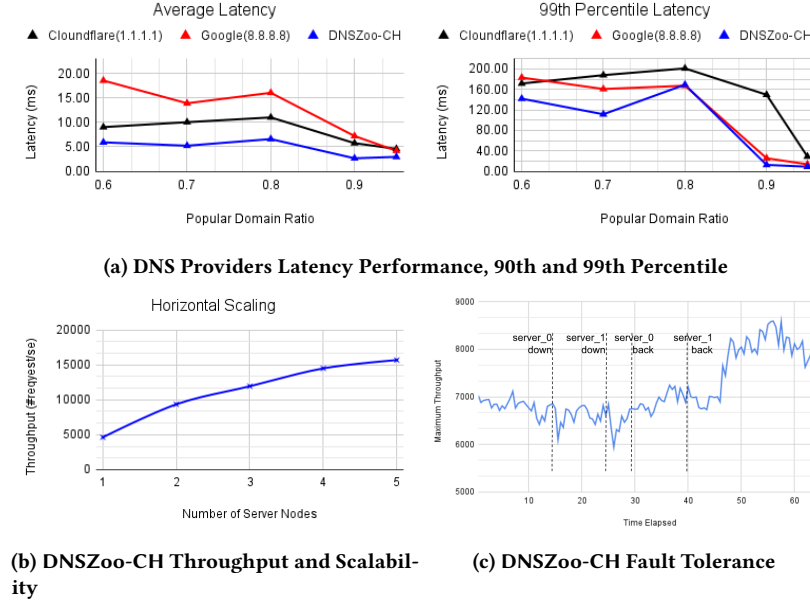 Average Latency
Cloundflare(1.1.1.1) Google(8.8.8.8) DNSZoo-CH
Latency (ms)
20.00
15.00
10.00
5.00
0.00
0.6 0.7 0.8 0.9
Popular Domain Ratio
99th Percentile Latency
Cloundflare(1.1.1.1) Google(8.8.8.8) DNSZoo-CH
Latency (ms)
200.00
160.00
120.00
80.00
40.00
0.00
0.6 0.7 0.8 0.9
Popular Domain Ratio
(a) DNS Providers Latency Performance, 90th and 99th Percentile
Horizontal Scaling
Throughput (#reqyest/se)
20000
15000
10000
5000
0
1 2 3 4 5
Number of Server Nodes
(b) DNSZoo-CH Throughput and Scalabil-
ity
Maximum Throughput
9000
8000
7000
6000
5000
server_0 server_1 server_0 server_1
down down back back
10 20 30 40 50 60
Time Elapsed
(c) DNSZoo-CH Fault Tolerance